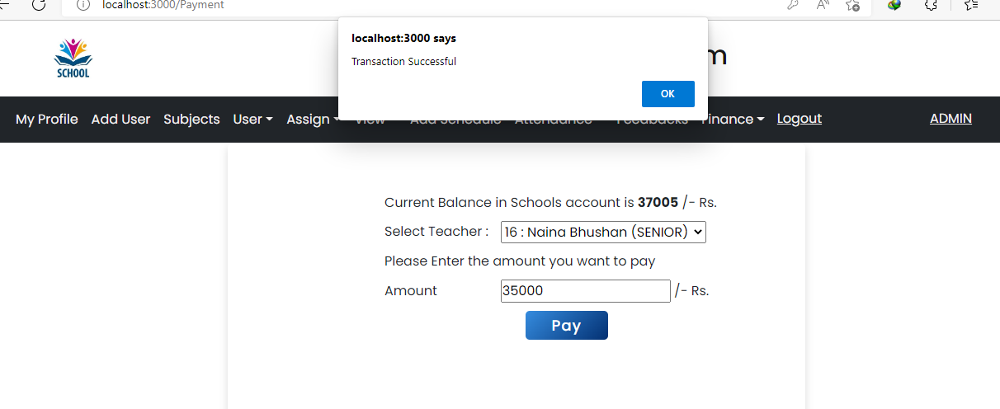 localhost:3000/Payment
localhost:3000 says
Transaction Successful
OK
SCHOOL
My Profile Add User Subjects User Assign View Add Schedule Attendance Feedbacks Finance Logout ADMIN
Current Balance in Schools account is 37005 /- Rs.
Select Teacher : 16 : Naina Bhushan (SENIOR)
Please Enter the amount you want to pay
Amount 35000 /- Rs.
Pay